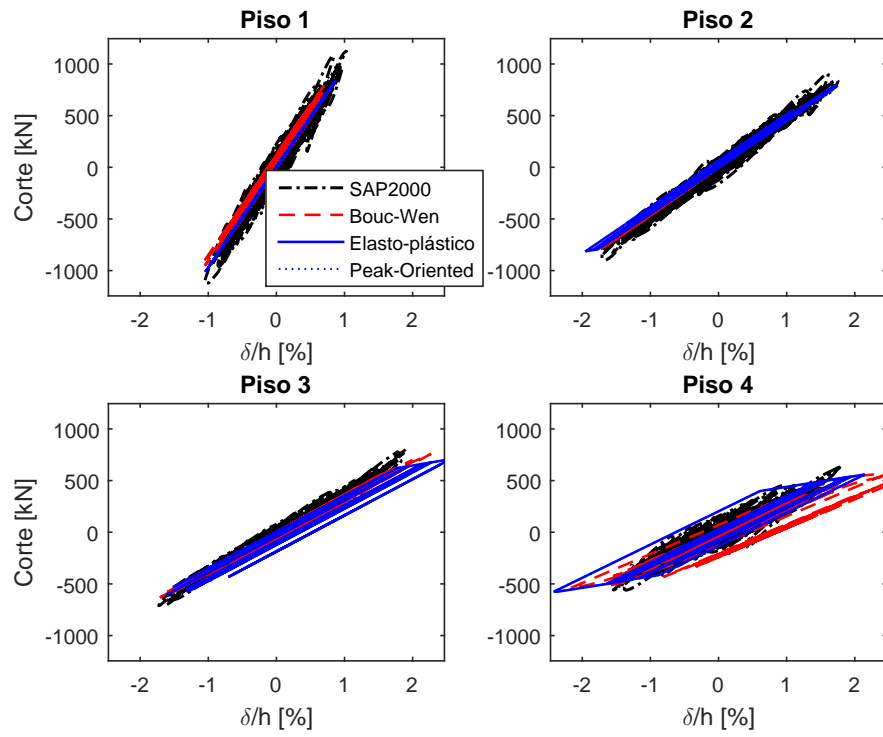 Piso 1
Piso 2
1000
500
0
-500
-1000
Corte [kN]
-2 -1 0 1 2
δ/h [%]
SAP2000
Bouc-Wen
Elasto-plástico
Peak-Oriented
1000
500
0
-500
-1000
-2 -1 0 1 2
δ/h [%]
Piso 3
Piso 4
1000
500
0
-500
-1000
Corte [kN]
-2 -1 0 1 2
δ/h [%]
1000
500
0
-500
-1000
-2 -1 0 1 2
δ/h [%]